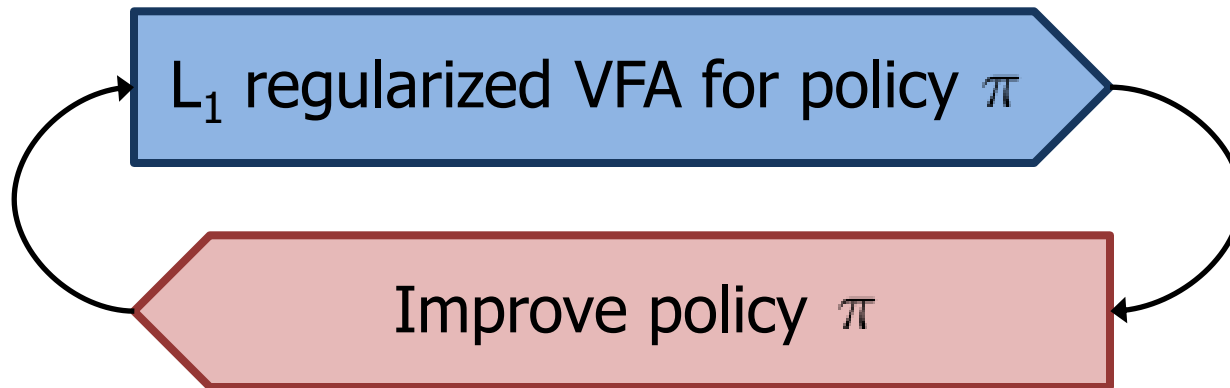 L₁ regularized VFA for policy π
Improve policy π